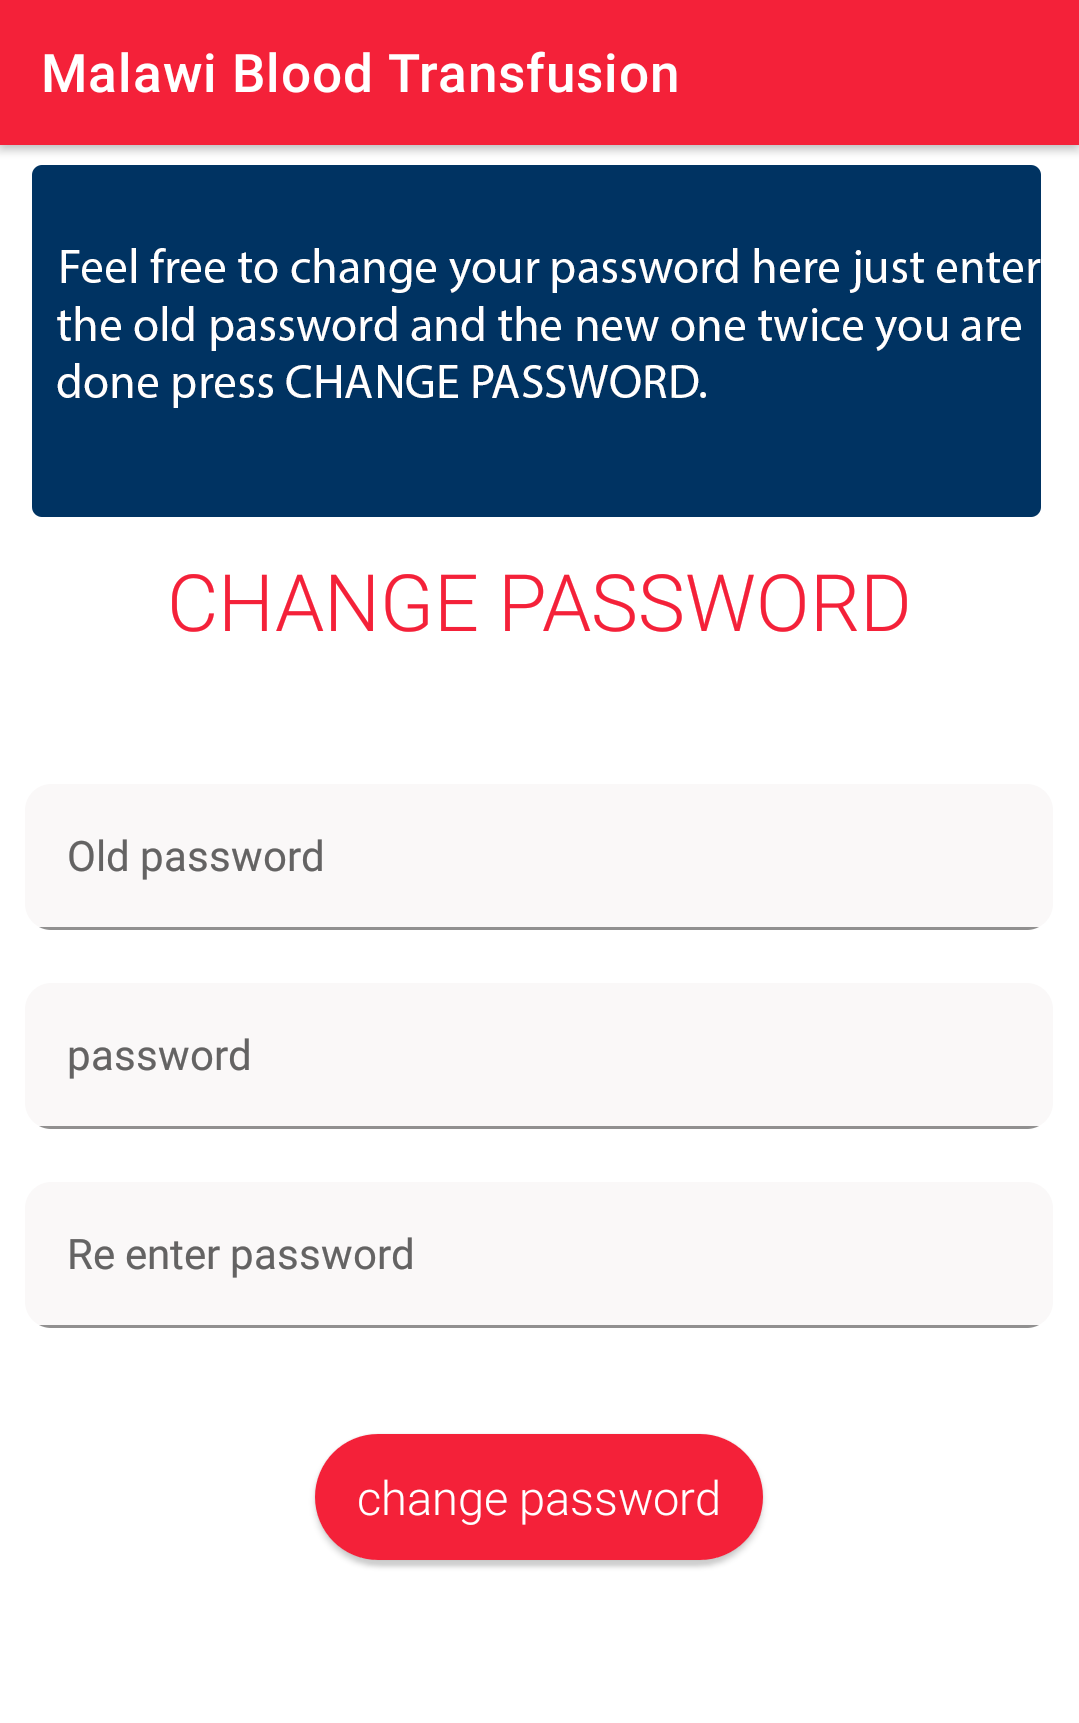 Malawi Blood Transfusion
Feel free to change your password here just enter
the old password and the new one twice you are
done press CHANGE PASSWORD.
CHANGE PASSWORD
Old password
password
Re enter password
change password